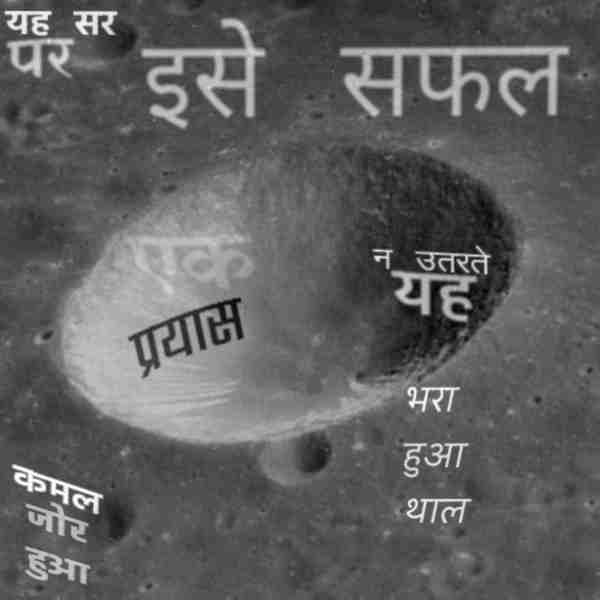 यह सर
पर
इसे सफल
एक
न उतरते
यह
प्रयास
भरा
हुआ
थाल
कमल
जोर
हुआ